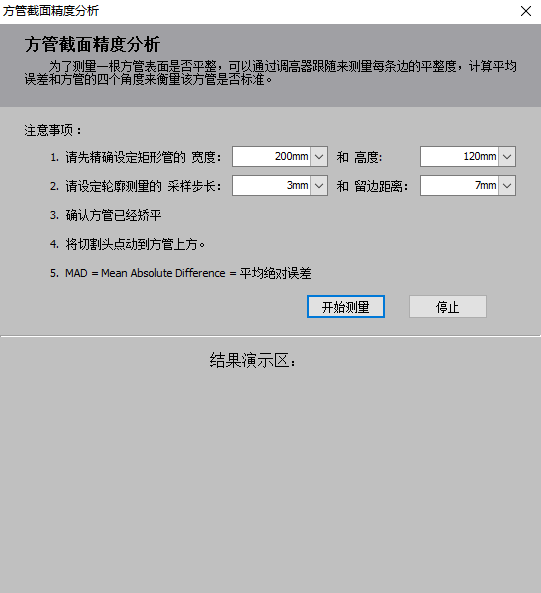 方管截面精度分析
方管截面精度分析
为了测量一根方管表面是否平整，可以通过调高器跟随来测量每条边的平整度，计算平均
误差和方管的四个角度来衡量该方管是否标准。
注意事项：
1. 请先精确设定矩形管的 宽度： 200mm 和 高度: 120mm
2. 请设定轮廓测量的 采样步长： 3mm 和 留边距离： 7mm
3. 确认方管已经矫平
4. 将切割头点动到方管上方。
5. MAD = Mean Absolute Difference = 平均绝对误差
开始测量 停止
结果演示区：